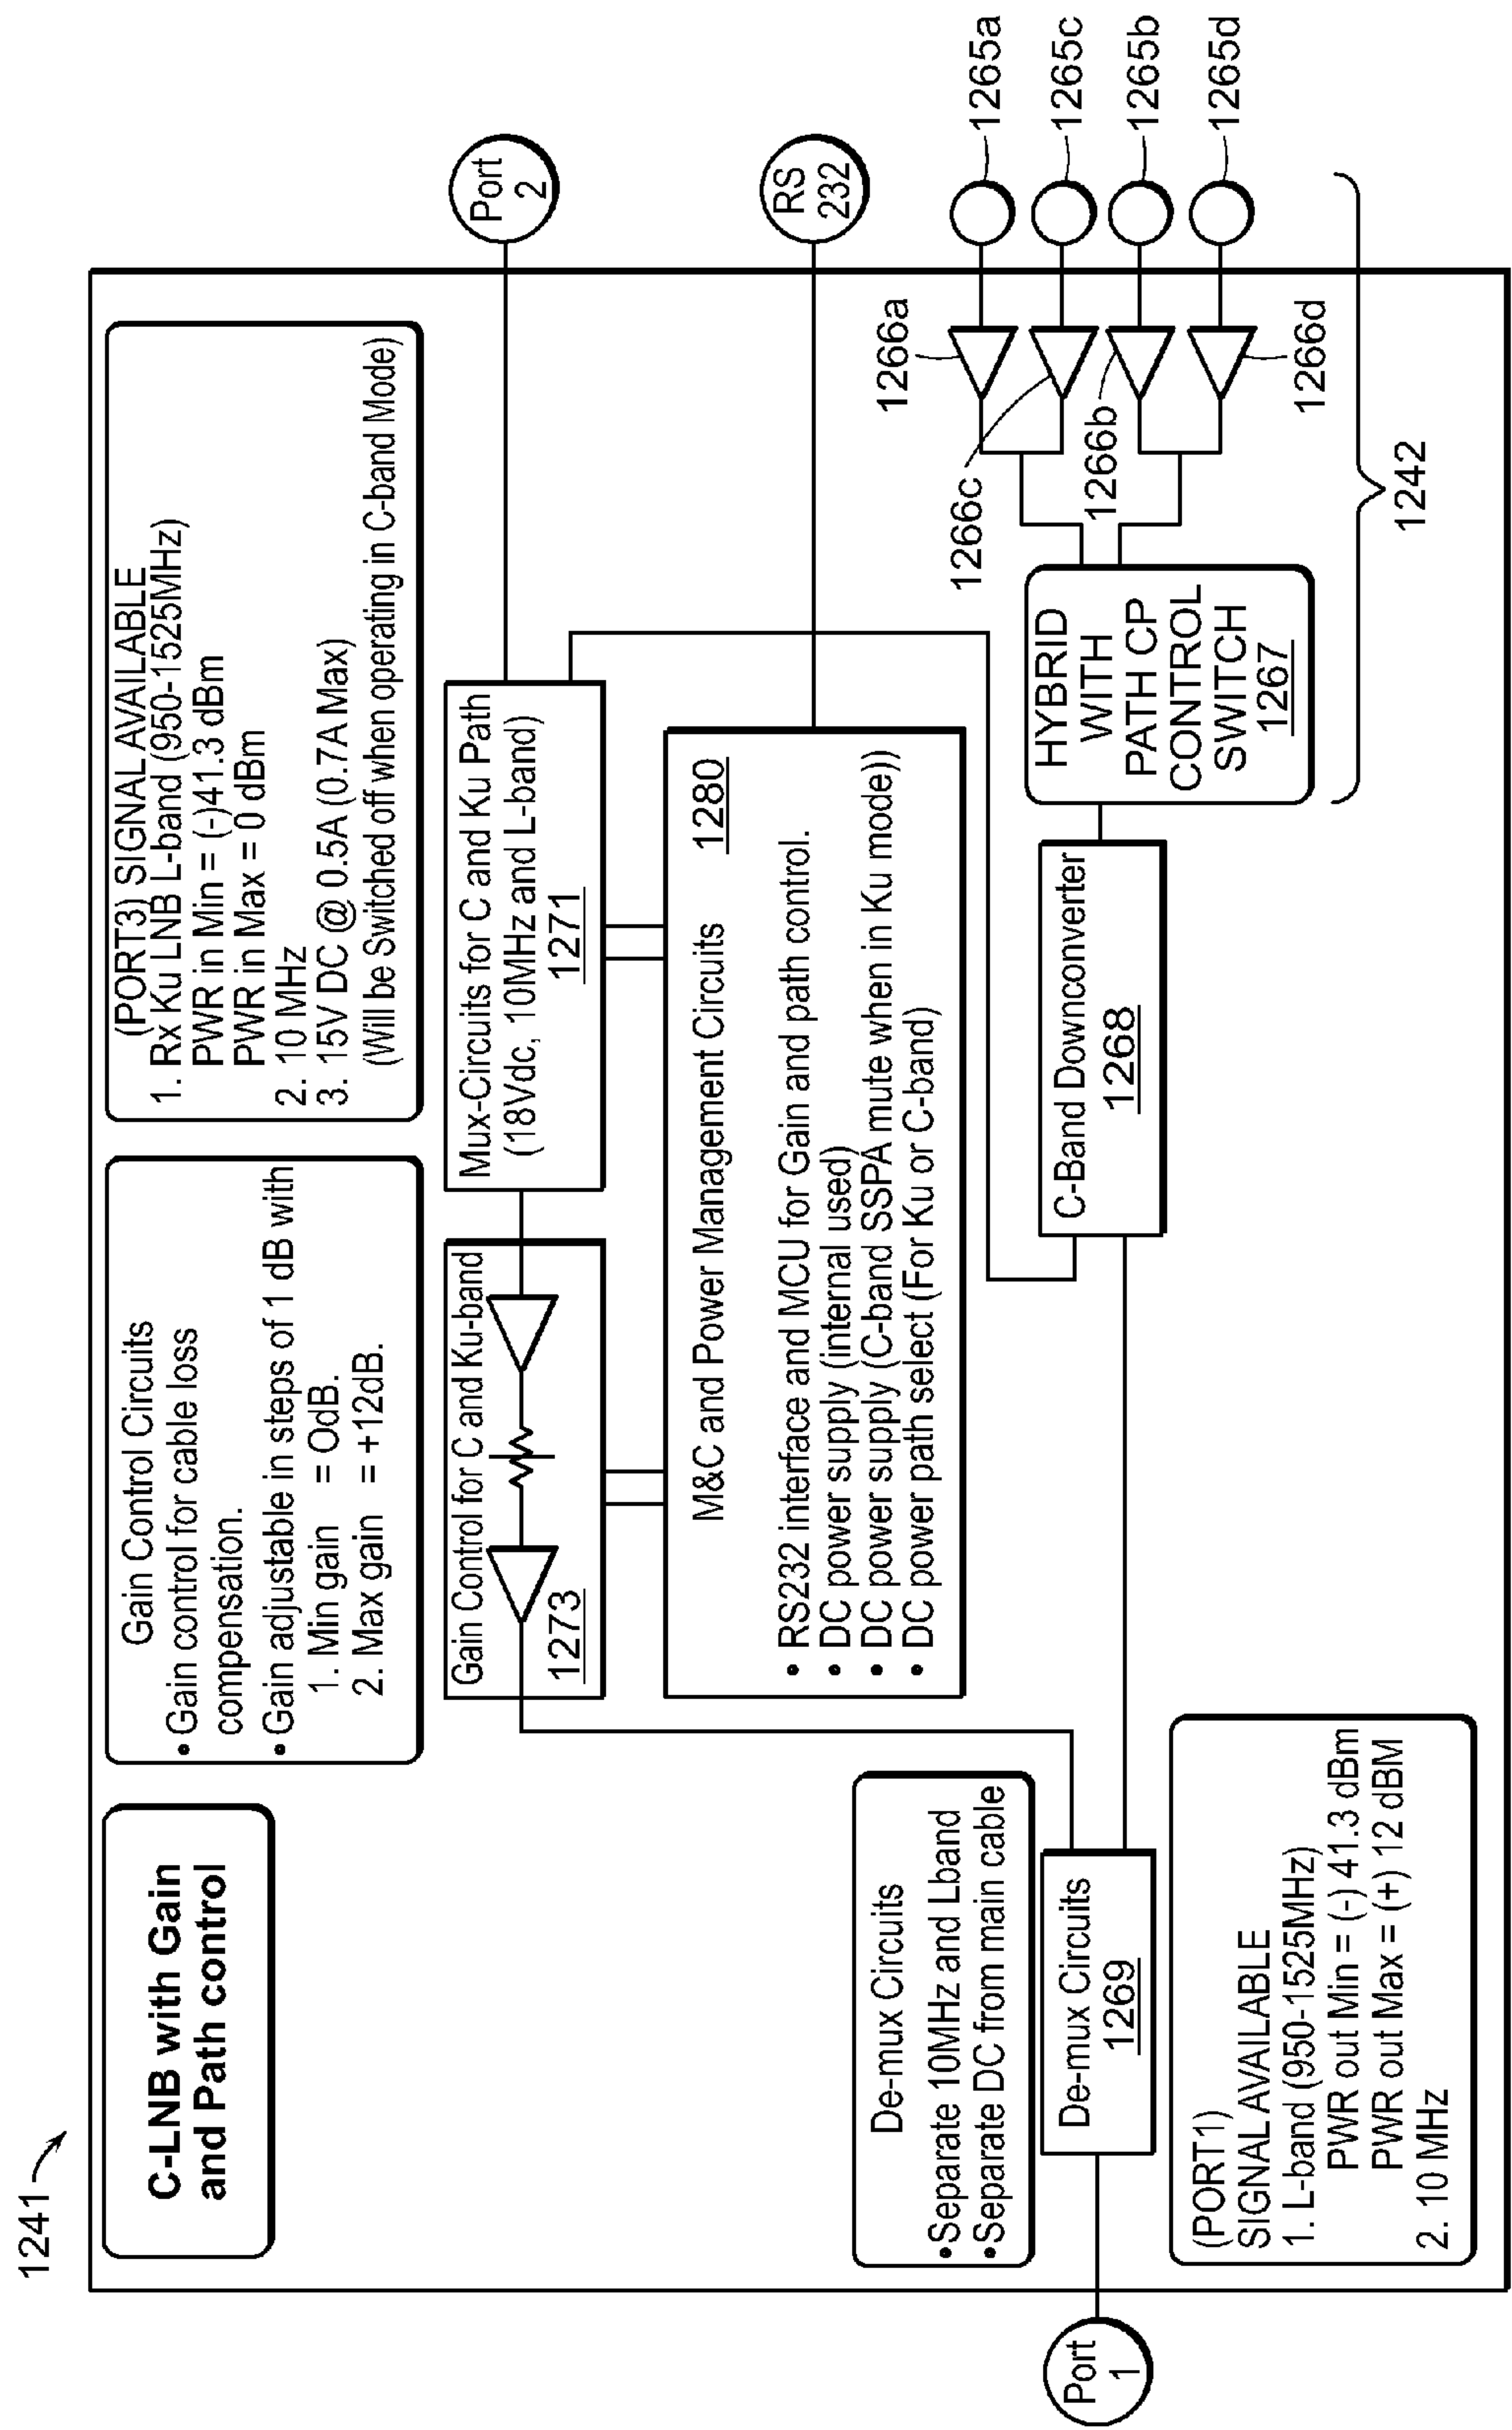 1241
C-LNB with Gain
and Path control
Gain Control Circuits
• Gain control for cable loss
compensation.
• Gain adjustable in steps of 1 dB with
1. Min gain = 0dB.
2. Max gain = +12dB.
(PORT3) SIGNAL AVAILABLE
1. Rx Ku LNB L-band (950-1525MHz)
PWR in Min = (-)41.3 dBm
PWR in Max = 0 dBm
2. 10 MHz
3. 15V DC @ 0.5A (0.7A Max)
(Will be Switched off when operating in C-band Mode)
Gain Control for C and Ku-band
1273
Mux-Circuits for C and Ku Path
(18Vdc, 10MHz and L-band)
1271
Port
2
M&C and Power Management Circuits 1280
• RS232 interface and MCU for Gain and path control.
• DC power supply (internal used)
• DC power supply (C-band SSPA mute when in Ku mode))
• DC power path select (For Ku or C-band)
RS
232
De-mux Circuits
•Separate 10MHz and Lband
•Separate DC from main cable
De-mux Circuits
1269
Port
1
(PORT1)
SIGNAL AVAILABLE
1. L-band (950-1525MHz)
PWR out Min = (-) 41.3 dBm
PWR out Max = (+) 12 dBM
2. 10 MHz
C-Band Downconverter
1268
HYBRID
WITH
PATH CP
CONTROL
SWITCH
1267
1266a
1266c
1266b
1266d
1265a
1265c
1265b
1265d
1242